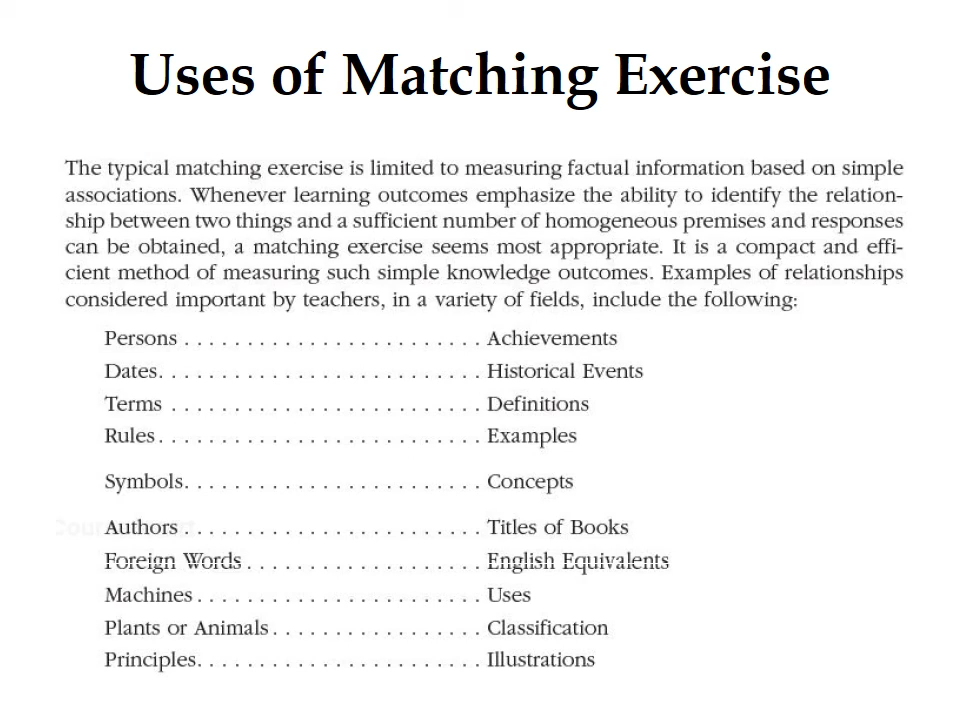 Uses of Matching Exercise
The typical matching exercise is limited to measuring factual information based on simple
associations. Whenever learning outcomes emphasize the ability to identify the relation-
ship between two things and a sufficient number of homogeneous premises and responses
can be obtained, a matching exercise seems most appropriate. It is a compact and effi-
cient method of measuring such simple knowledge outcomes. Examples of relationships
considered important by teachers, in a variety of fields, include the following:
Persons . . . . . . . . . . . . . . . . . . . . . . . . Achievements
Dates. . . . . . . . . . . . . . . . . . . . . . . . . . Historical Events
Terms . . . . . . . . . . . . . . . . . . . . . . . . . Definitions
Rules. . . . . . . . . . . . . . . . . . . . . . . . . . Examples
Symbols. . . . . . . . . . . . . . . . . . . . . . . . Concepts
Authors . . . . . . . . . . . . . . . . . . . . . . . . Titles of Books
Foreign Words . . . . . . . . . . . . . . . . . . . English Equivalents
Machines . . . . . . . . . . . . . . . . . . . . . . . Uses
Plants or Animals. . . . . . . . . . . . . . . . . Classification
Principles. . . . . . . . . . . . . . . . . . . . . . . Illustrations